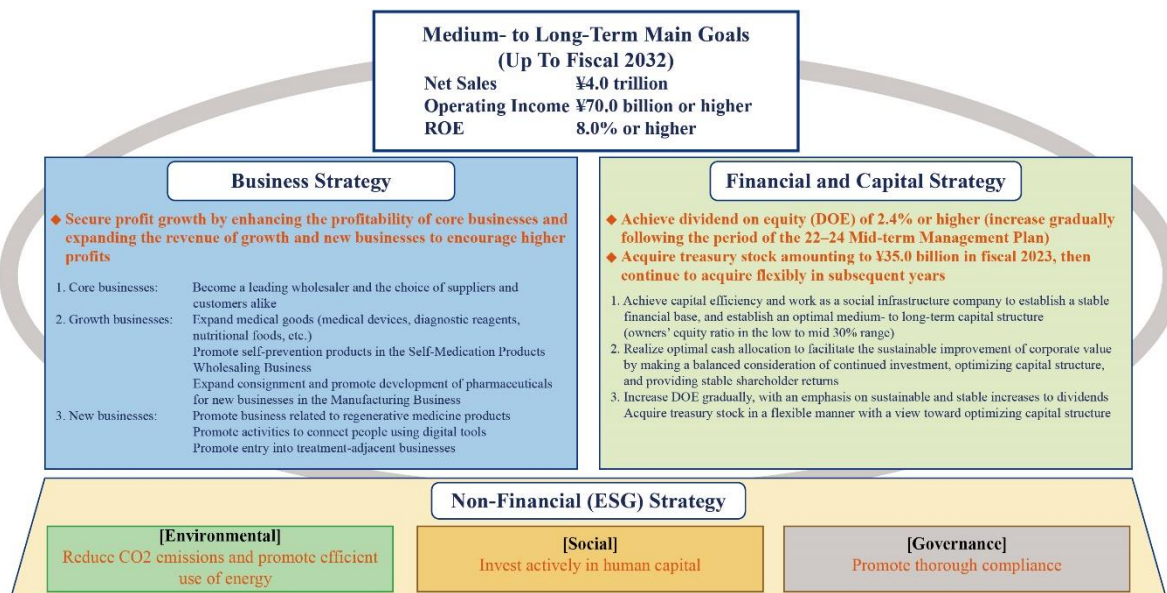 Medium- to Long-Term Main Goals
(Up To Fiscal 2032)
Net Sales ¥4.0 trillion
Operating Income ¥70.0 billion or higher
ROE 8.0% or higher
Business Strategy
◆ Secure profit growth by enhancing the profitability of core businesses and
expanding the revenue of growth and new businesses to encourage higher
profits
1. Core businesses: Become a leading wholesaler and the choice of suppliers and
customers alike
2. Growth businesses: Expand medical goods (medical devices, diagnostic reagents,
nutritional foods, etc.)
Promote self-prevention products in the Self-Medication Products
Wholesaling Business
Expand consignment and promote development of pharmaceuticals
for new businesses in the Manufacturing Business
3. New businesses: Promote business related to regenerative medicine products
Promote activities to connect people using digital tools
Promote entry into treatment-adjacent businesses
Financial and Capital Strategy
◆ Achieve dividend on equity (DOE) of 2.4% or higher (increase gradually
following the period of the 22–24 Mid-term Management Plan)
◆ Acquire treasury stock amounting to ¥35.0 billion in fiscal 2023, then
continue to acquire flexibly in subsequent years
1. Achieve capital efficiency and work as a social infrastructure company to establish a stable
financial base, and establish an optimal medium- to long-term capital structure
(owners' equity ratio in the low to mid 30% range)
2. Realize optimal cash allocation to facilitate the sustainable improvement of corporate value
by making a balanced consideration of continued investment, optimizing capital structure,
and providing stable shareholder returns
3. Increase DOE gradually, with an emphasis on sustainable and stable increases to dividends
Acquire treasury stock in a flexible manner with a view toward optimizing capital structure
Non-Financial (ESG) Strategy
[Environmental]
Reduce CO2 emissions and promote efficient
use of energy
[Social]
Invest actively in human capital
[Governance]
Promote thorough compliance